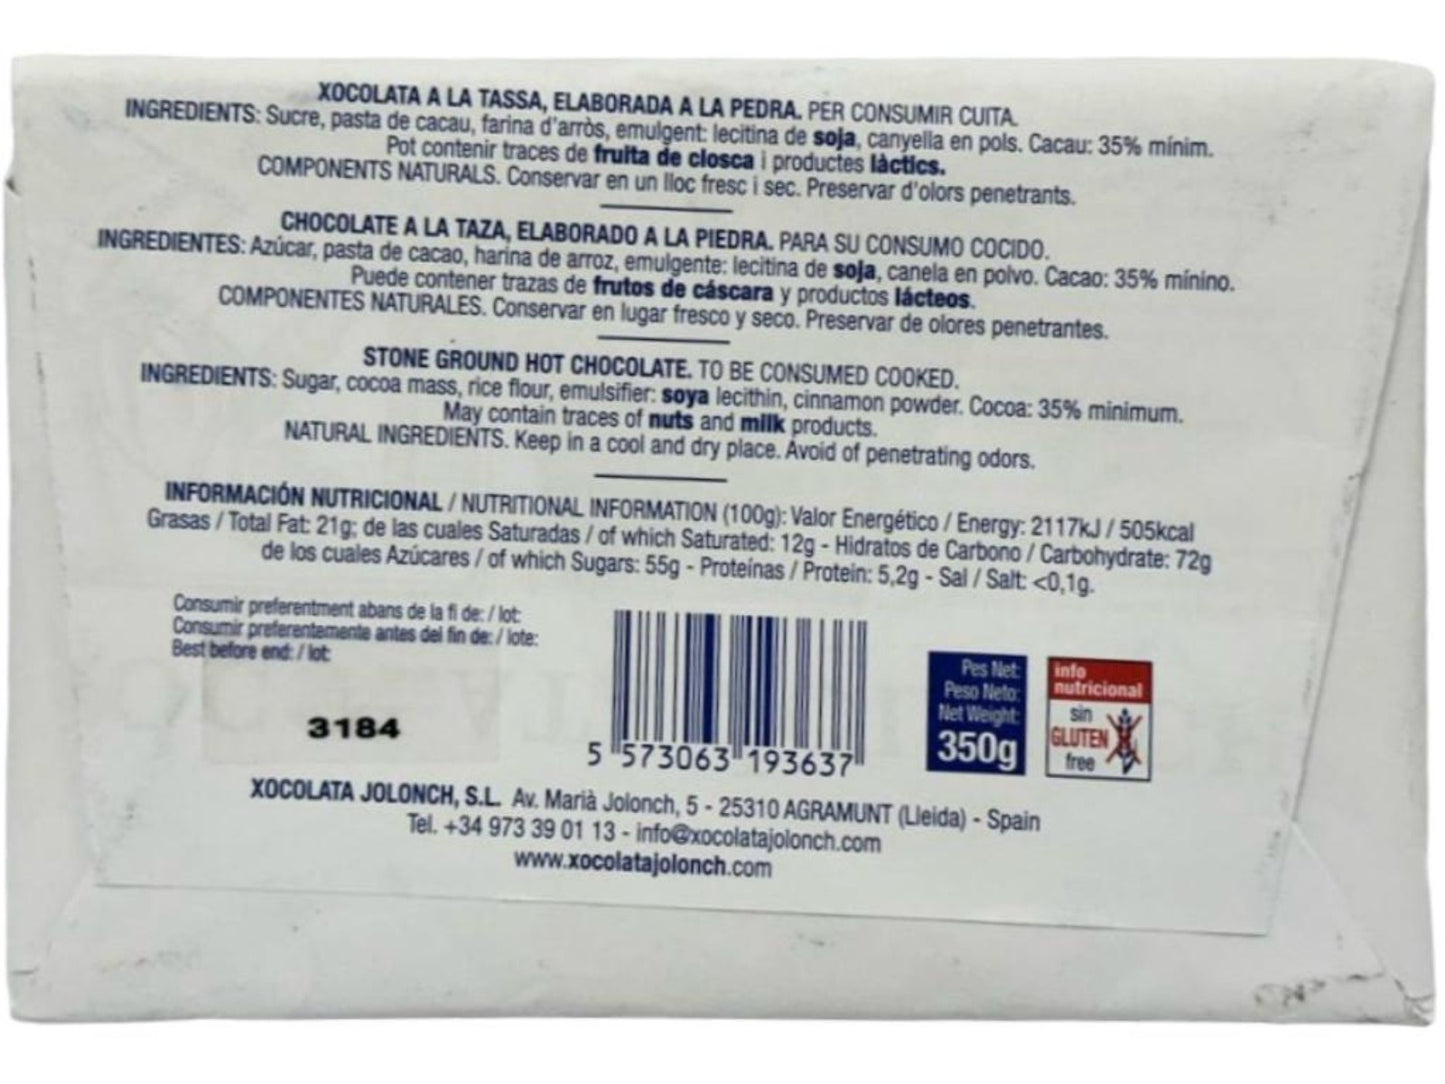 XOCOLATA A LA TASSA, ELABORADA A LA PEDRA. PER CONSUMIR CUITA.
INGREDIENTS: Sucre, pasta de cacau, farina d'arròs, emulgent: lecitina de soja, canyella en pols. Cacau: 35% mínim.
Pot contenir traces de fruita de closca i productes làctics.
COMPONENTS NATURALS. Conservar en un lloc fresc i sec. Preservar d'olors penetrants.
CHOCOLATE A LA TAZA, ELABORADO A LA PIEDRA. PARA SU CONSUMO COCIDO.
INGREDIENTES: Azúcar, pasta de cacao, harina de arroz, emulgente: lecitina de soja, canela en polvo. Cacao: 35% mínino.
Puede contener trazas de frutos de cáscara y productos lácteos.
COMPONENTES NATURALES. Conservar en lugar fresco y seco. Preservar de olores penetrantes.
STONE GROUND HOT CHOCOLATE. TO BE CONSUMED COOKED.
INGREDIENTS: Sugar, cocoa mass, rice flour, emulsifier: soya lecithin, cinnamon powder. Cocoa: 35% minimum.
May contain traces of nuts and milk products.
NATURAL INGREDIENTS. Keep in a cool and dry place. Avoid of penetrating odors.
INFORMACIÓN NUTRICIONAL / NUTRITIONAL INFORMATION (100g): Valor Energético / Energy: 2117kJ / 505kcal
Grasas / Total Fat: 21g; de las cuales Saturadas / of which Saturated: 12g - Hidratos de Carbono / Carbohydrate: 72g
de los cuales Azúcares / of which Sugars: 55g - Proteínas / Protein: 5,2g - Sal / Salt: <0,1g.
Consumir preferentment abans de la fi de: / lot:
Consumir preferentemente antes del fin de: / lote:
Best before end: / lot:
3184
5 573063 193637
Pes Net:
Peso Neto:
Net Weight:
350g
info
nutricional
sin
GLUTEN
free
XOCOLATA JOLONCH, S.L. Av. Marià Jolonch, 5 - 25310 AGRAMUNT (Lleida) - Spain
Tel. +34 973 39 01 13 - info@xocolatajolonch.com
www.xocolatajolonch.com